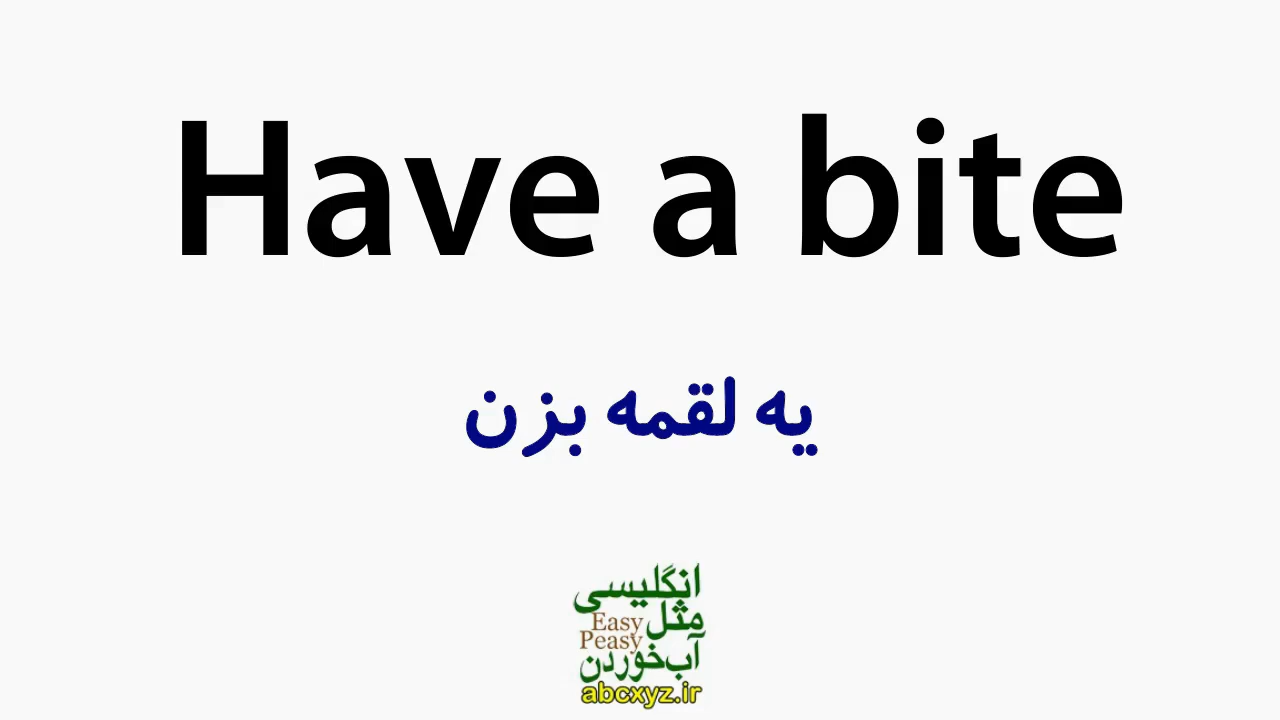 Have a bite
یه لقمه بزن
انگلیسی
مثل
Easy
Peasy
آب‌خوردن
abcxyz.ir